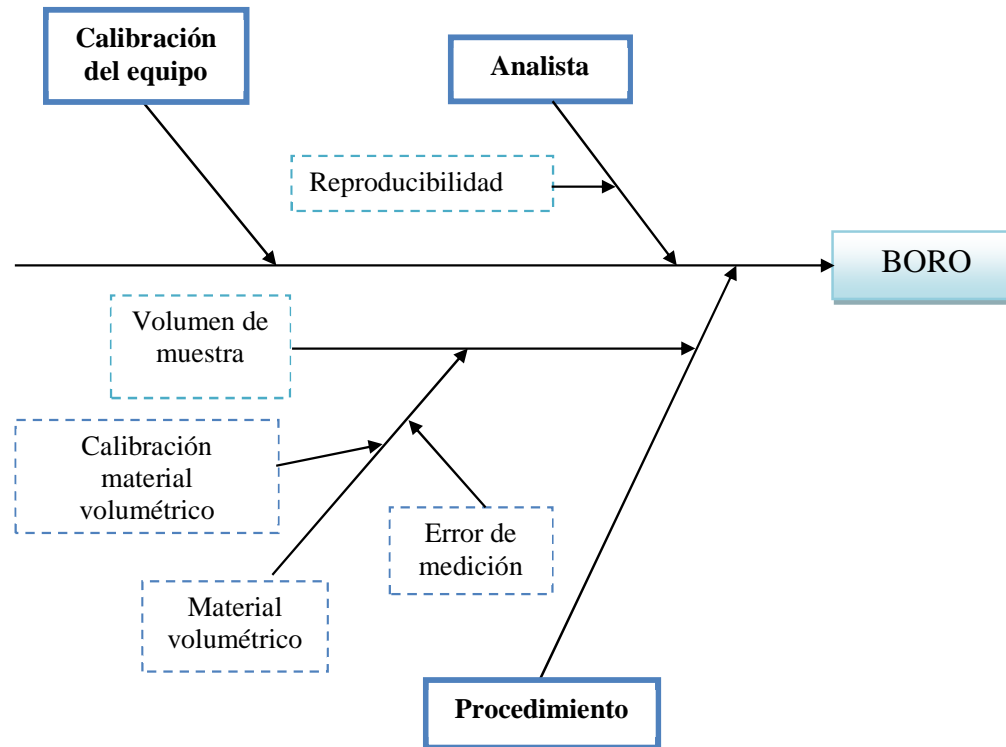 Calibración
del equipo
Analista
Reproducibilidad
BORO
Volumen de
muestra
Calibración
material
volumétrico
Error de
medición
Material
volumétrico
Procedimiento